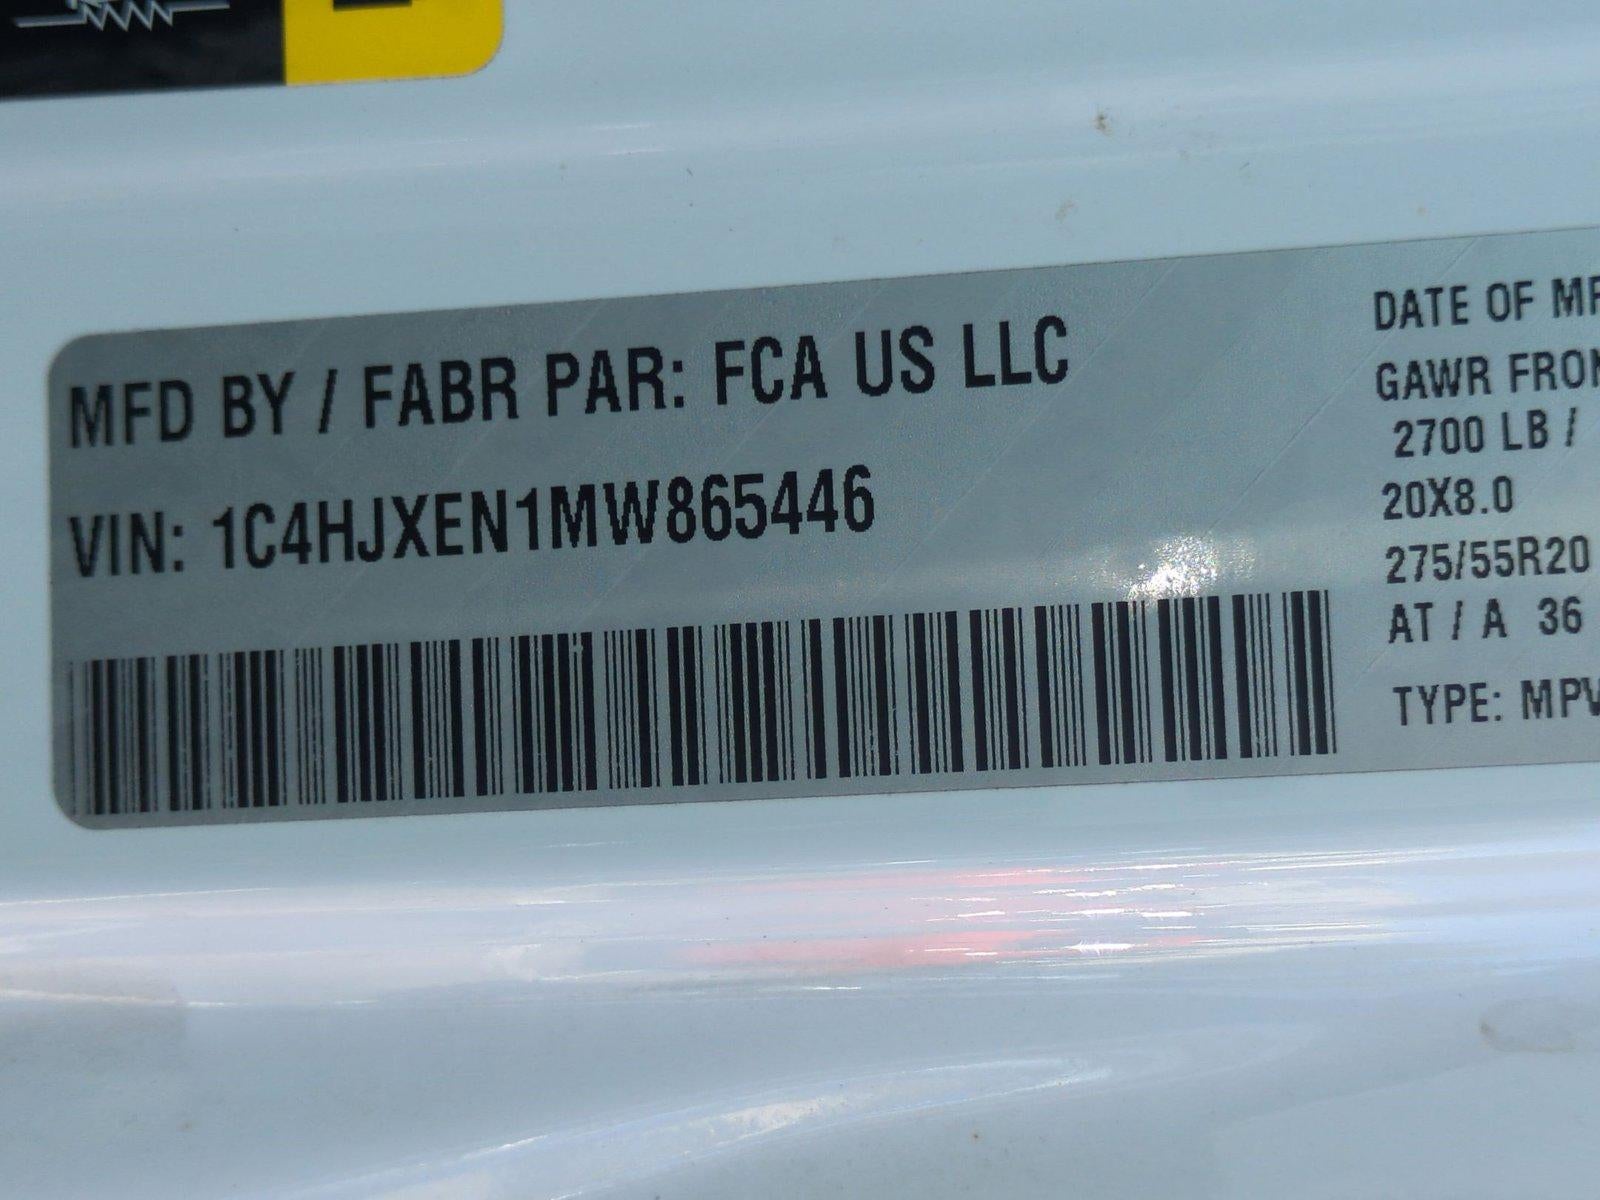 MFD BY / FABR PAR: FCA US LLC
VIN: 1C4HJXEN1MW865446
DATE OF
GAWR
2700 LB /
20X8.0
275/55R20
AT / A 36
TYPE: